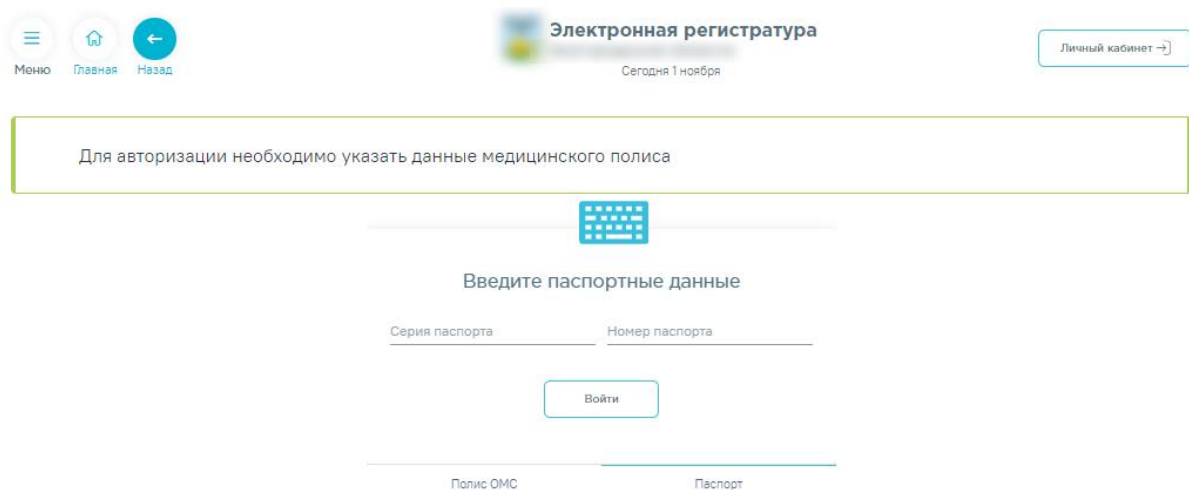 Электронная регистратура
Сегодня 1 ноября
Меню Главная Назад
Личный кабинет
Для авторизации необходимо указать данные медицинского полиса
Введите паспортные данные
Серия паспорта Номер паспорта
Войти
Полис ОМС Паспорт